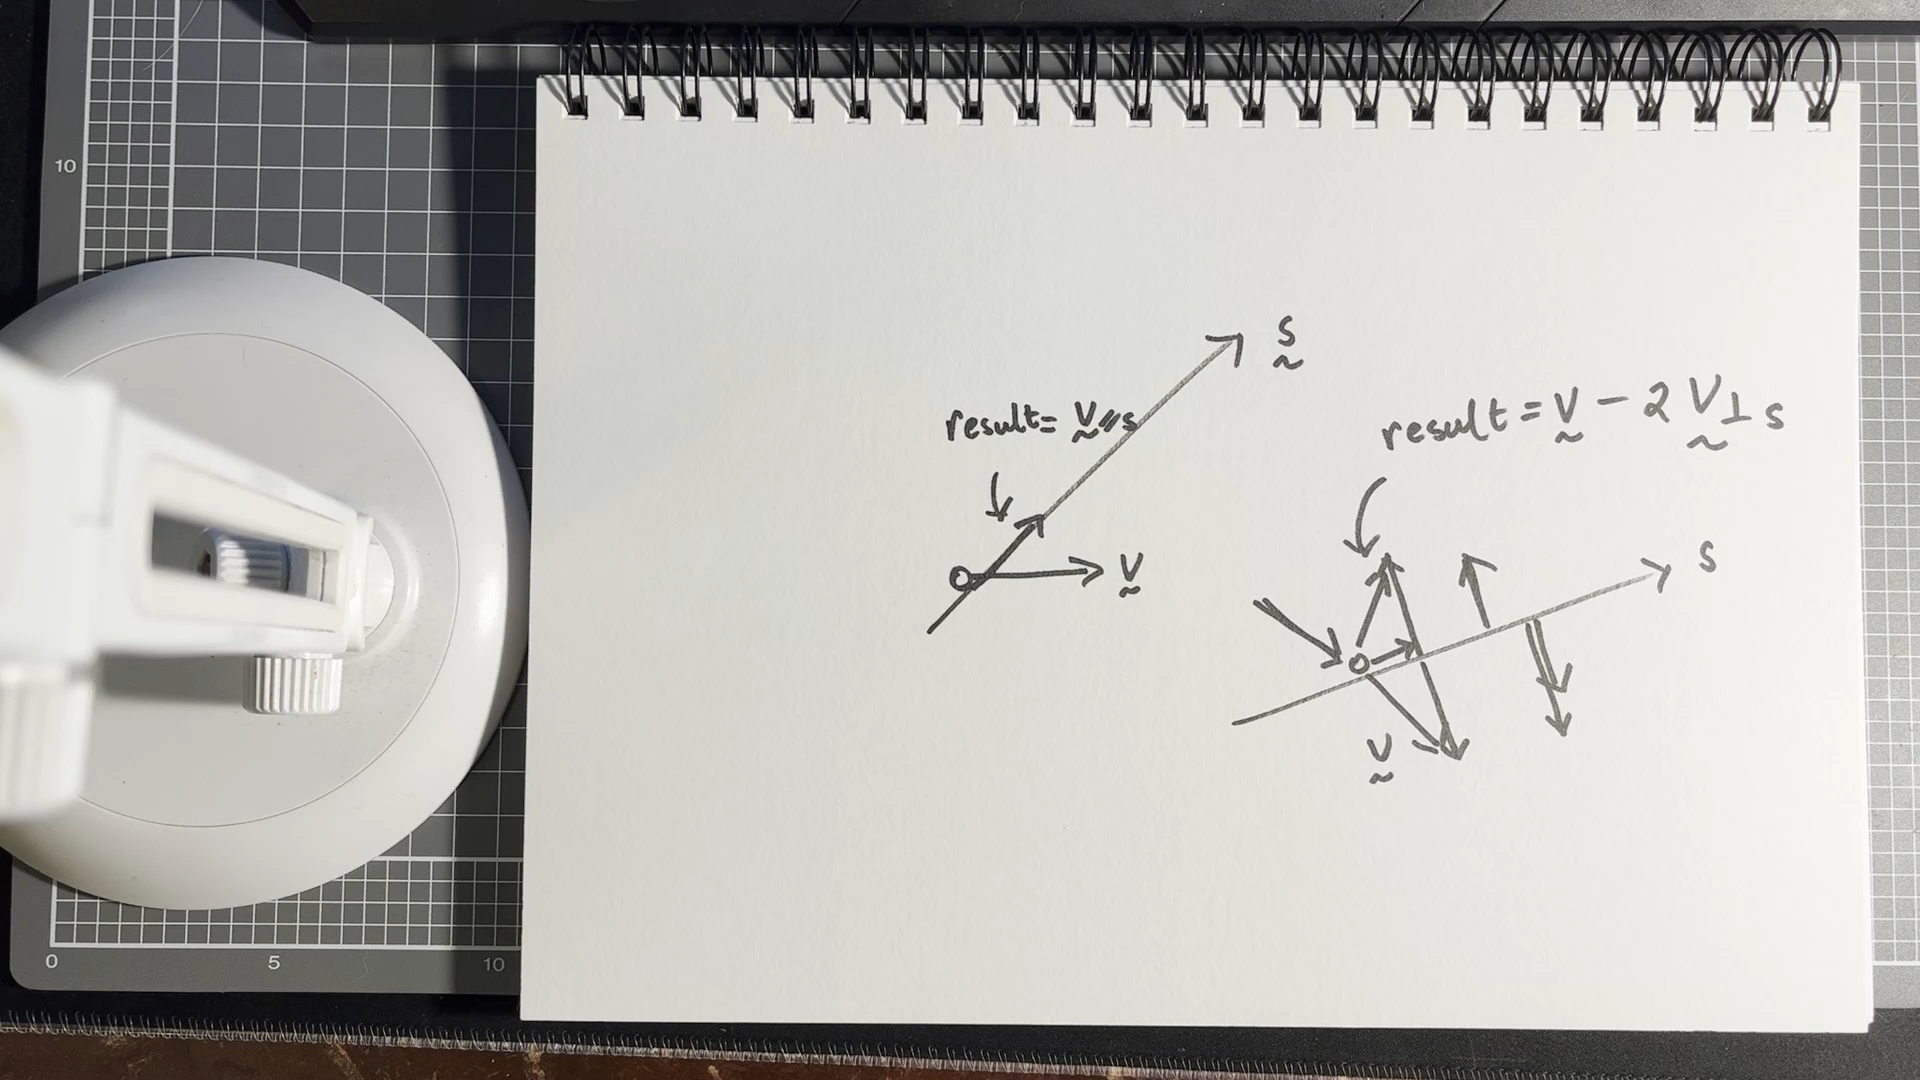 10
S
~
result = V // s
~
result = V – 2 V ⊥ s
~ ~
V
~
S
V
~
0 5 10